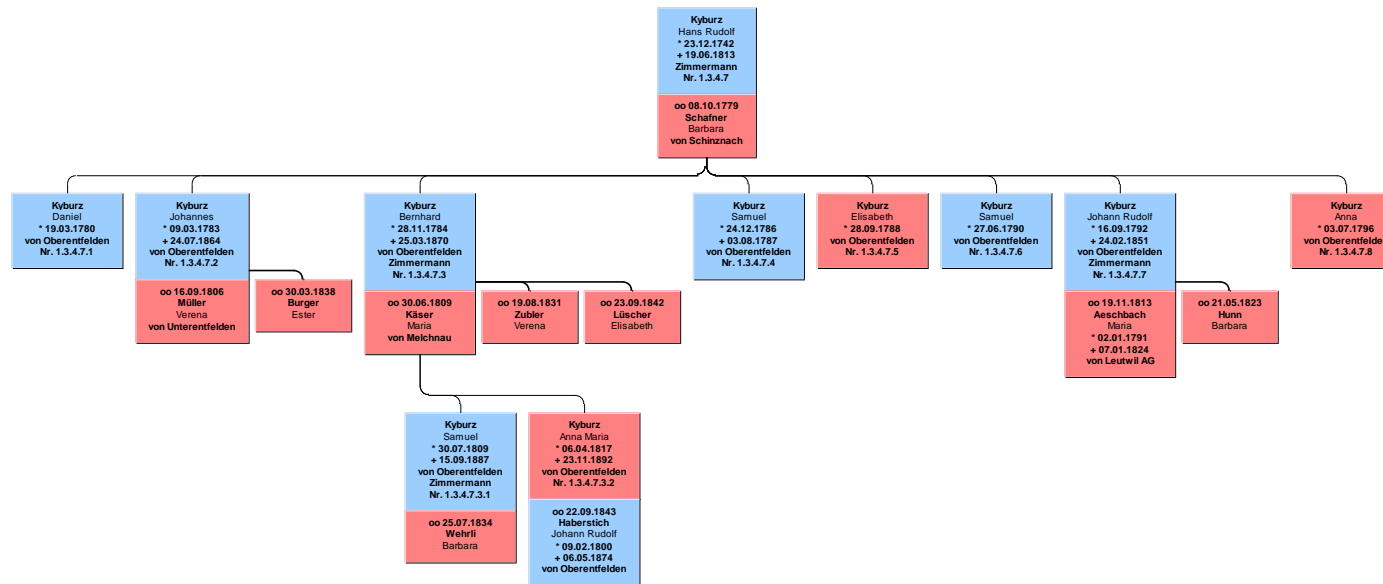 Kyburz
Hans Rudolf
* 23.12.1742
+ 19.06.1813
Zimmermann
Nr. 1.3.4.7
oo 08.10.1779
Schafner
Barbara
von Schinznach
Kyburz
Daniel
* 19.03.1780
von Oberentfelden
Nr. 1.3.4.7.1
Kyburz
Johannes
* 09.03.1783
+ 24.07.1864
von Oberentfelden
Nr. 1.3.4.7.2
oo 16.09.1806
Müller
Verena
von Unterentfelden
oo 30.03.1838
Burger
Ester
Kyburz
Bernhard
* 28.11.1784
+ 25.03.1870
von Oberentfelden
Zimmermann
Nr. 1.3.4.7.3
oo 30.06.1809
Käser
Maria
von Melchnau
oo 19.08.1831
Zubler
Verena
oo 23.09.1842
Lüscher
Elisabeth
Kyburz
Samuel
* 24.12.1786
+ 03.08.1787
von Oberentfelden
Nr. 1.3.4.7.4
Kyburz
Elisabeth
* 28.09.1788
von Oberentfelden
Nr. 1.3.4.7.5
Kyburz
Samuel
* 27.06.1790
von Oberentfelden
Nr. 1.3.4.7.6
Kyburz
Johann Rudolf
* 16.09.1792
+ 24.02.1851
von Oberentfelden
Zimmermann
Nr. 1.3.4.7.7
oo 19.11.1813
Aeschbach
Maria
* 02.01.1791
+ 07.01.1824
von Leutwil AG
oo 21.05.1823
Hunn
Barbara
Kyburz
Anna
* 03.07.1796
von Oberentfelde
Nr. 1.3.4.7.8
Kyburz
Samuel
* 30.07.1809
+ 15.09.1887
von Oberentfelden
Zimmermann
Nr. 1.3.4.7.3.1
oo 25.07.1834
Wehrli
Barbara
Kyburz
Anna Maria
* 06.04.1817
+ 23.11.1892
von Oberentfelden
Nr. 1.3.4.7.3.2
oo 22.09.1843
Haberstich
Johann Rudolf
* 09.02.1800
+ 06.05.1874
von Oberentfelden